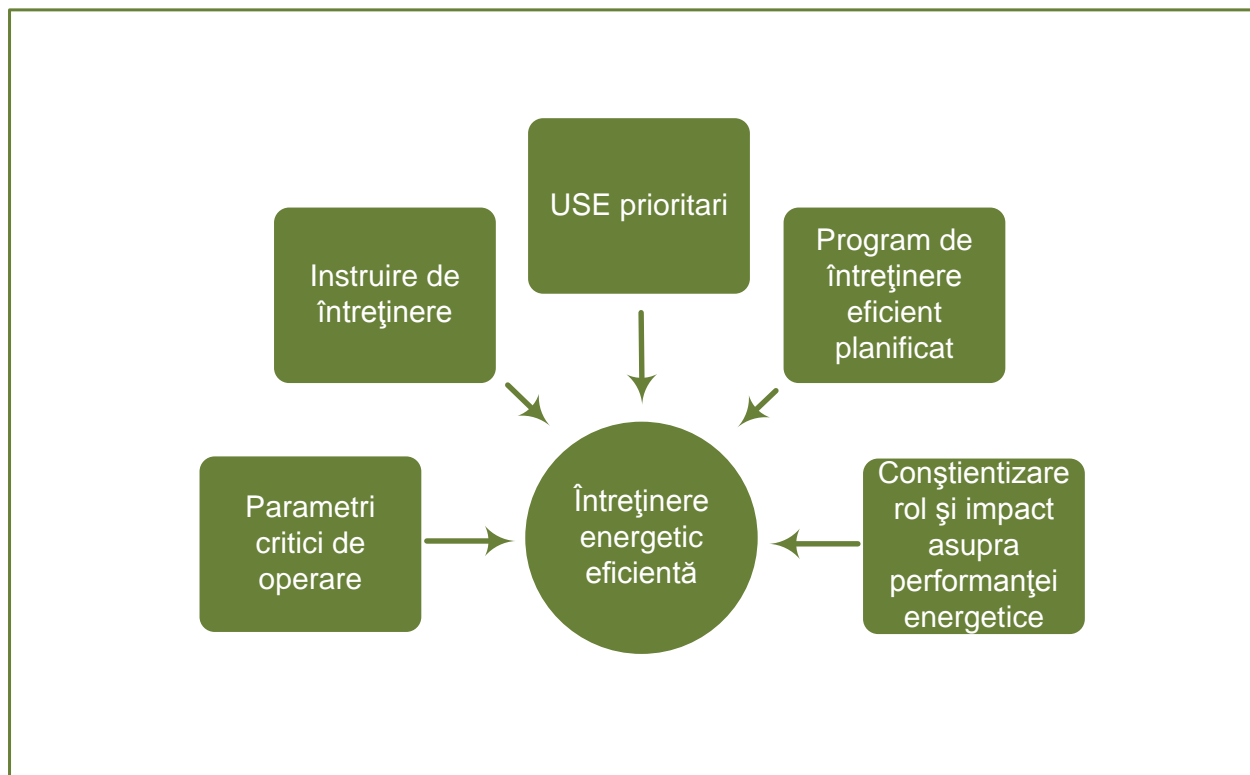 USE prioritari
Instruire de
întreţinere
Program de
întreţinere
eficient
planificat
Parametri
critici de
operare
Întreţinere
energetic
eficientă
Conştientizare
rol şi impact
asupra
performanţei
energetice